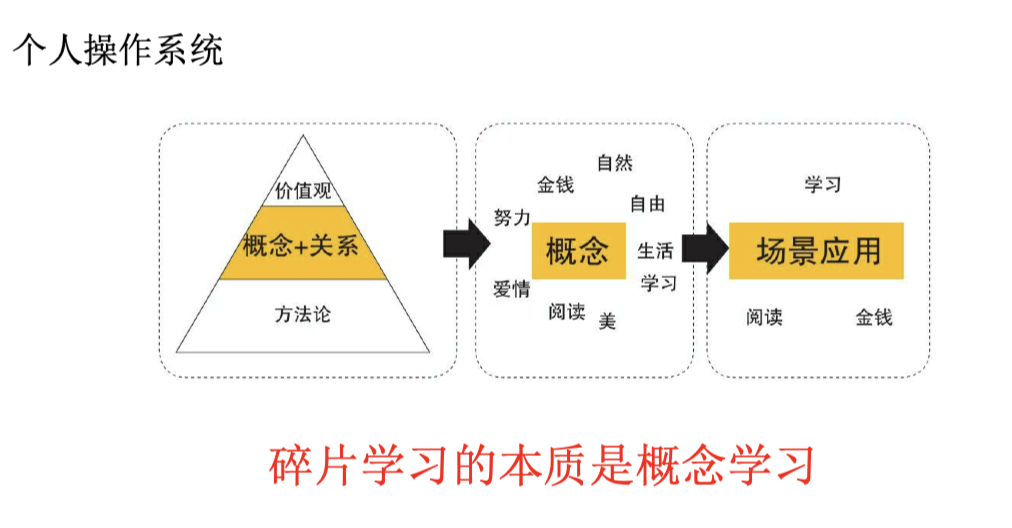 个人操作系统
价值观
概念+关系
方法论
自然
金钱
自由
努力
概念
生活
学习
爱情
阅读
美
学习
场景应用
阅读
金钱
碎片学习的本质是概念学习